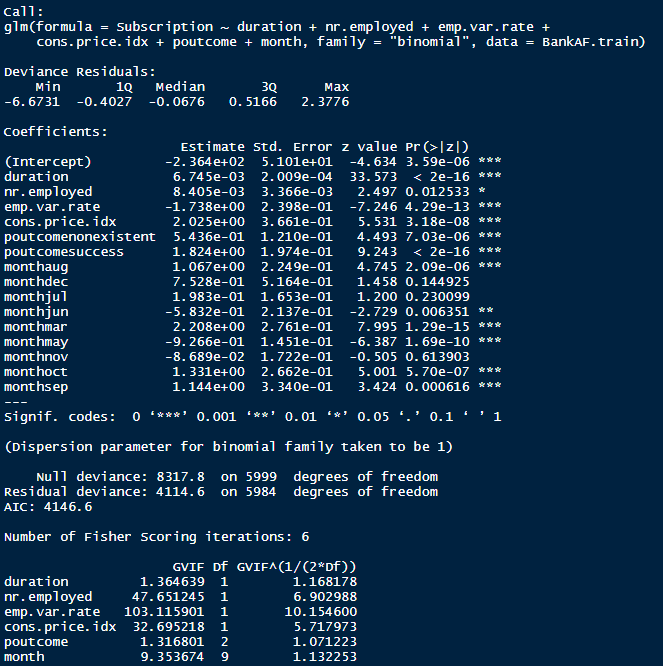 Call:
glm(formula = Subscription ~ duration + nr.employed + emp.var.rate +
    cons.price.idx + poutcome + month, family = "binomial", data = BankAF.train)
Deviance Residuals:
    Min       1Q   Median       3Q      Max
-6.6731  -0.4027  -0.0676   0.5166   2.3776
Coefficients:
                      Estimate Std. Error z value Pr(>|z|)
(Intercept)         -2.364e+02  5.101e+01  -4.634 3.59e-06 ***
duration             6.745e-03  2.009e-04  33.573  < 2e-16 ***
nr.employed          8.405e-03  3.366e-03   2.497 0.012533 *
emp.var.rate        -1.738e+00  2.398e-01  -7.246 4.29e-13 ***
cons.price.idx       2.025e+00  3.661e-01   5.531 3.18e-08 ***
poutcomenonexistent  5.436e-01  1.210e-01   4.493 7.03e-06 ***
poutcomesuccess      1.824e+00  1.974e-01   9.243  < 2e-16 ***
monthaug             1.067e+00  2.249e-01   4.745 2.09e-06 ***
monthdec             7.528e-01  5.164e-01   1.458 0.144925
monthjul             1.983e-01  1.653e-01   1.200 0.230099
monthjun            -5.832e-01  2.137e-01  -2.729 0.006351 **
monthmar             2.208e+00  2.761e-01   7.995 1.29e-15 ***
monthmay            -9.266e-01  1.451e-01  -6.387 1.69e-10 ***
monthnov            -8.689e-02  1.722e-01  -0.505 0.613903
monthoct             1.331e+00  2.662e-01   5.001 5.70e-07 ***
monthsep             1.144e+00  3.340e-01   3.424 0.000616 ***
---
Signif. codes:  0 ‘***’ 0.001 ‘**’ 0.01 ‘*’ 0.05 ‘.’ 0.1 ‘ ’ 1
(Dispersion parameter for binomial family taken to be 1)
    Null deviance: 8317.8  on 5999  degrees of freedom
Residual deviance: 4114.6  on 5984  degrees of freedom
AIC: 4146.6
Number of Fisher Scoring iterations: 6
                     GVIF Df GVIF^(1/(2*Df))
duration         1.364639  1        1.168178
nr.employed     47.651245  1        6.902988
emp.var.rate   103.115901  1       10.154600
cons.price.idx  32.695218  1        5.717973
poutcome         1.316801  2        1.071223
month            9.353674  9        1.132253